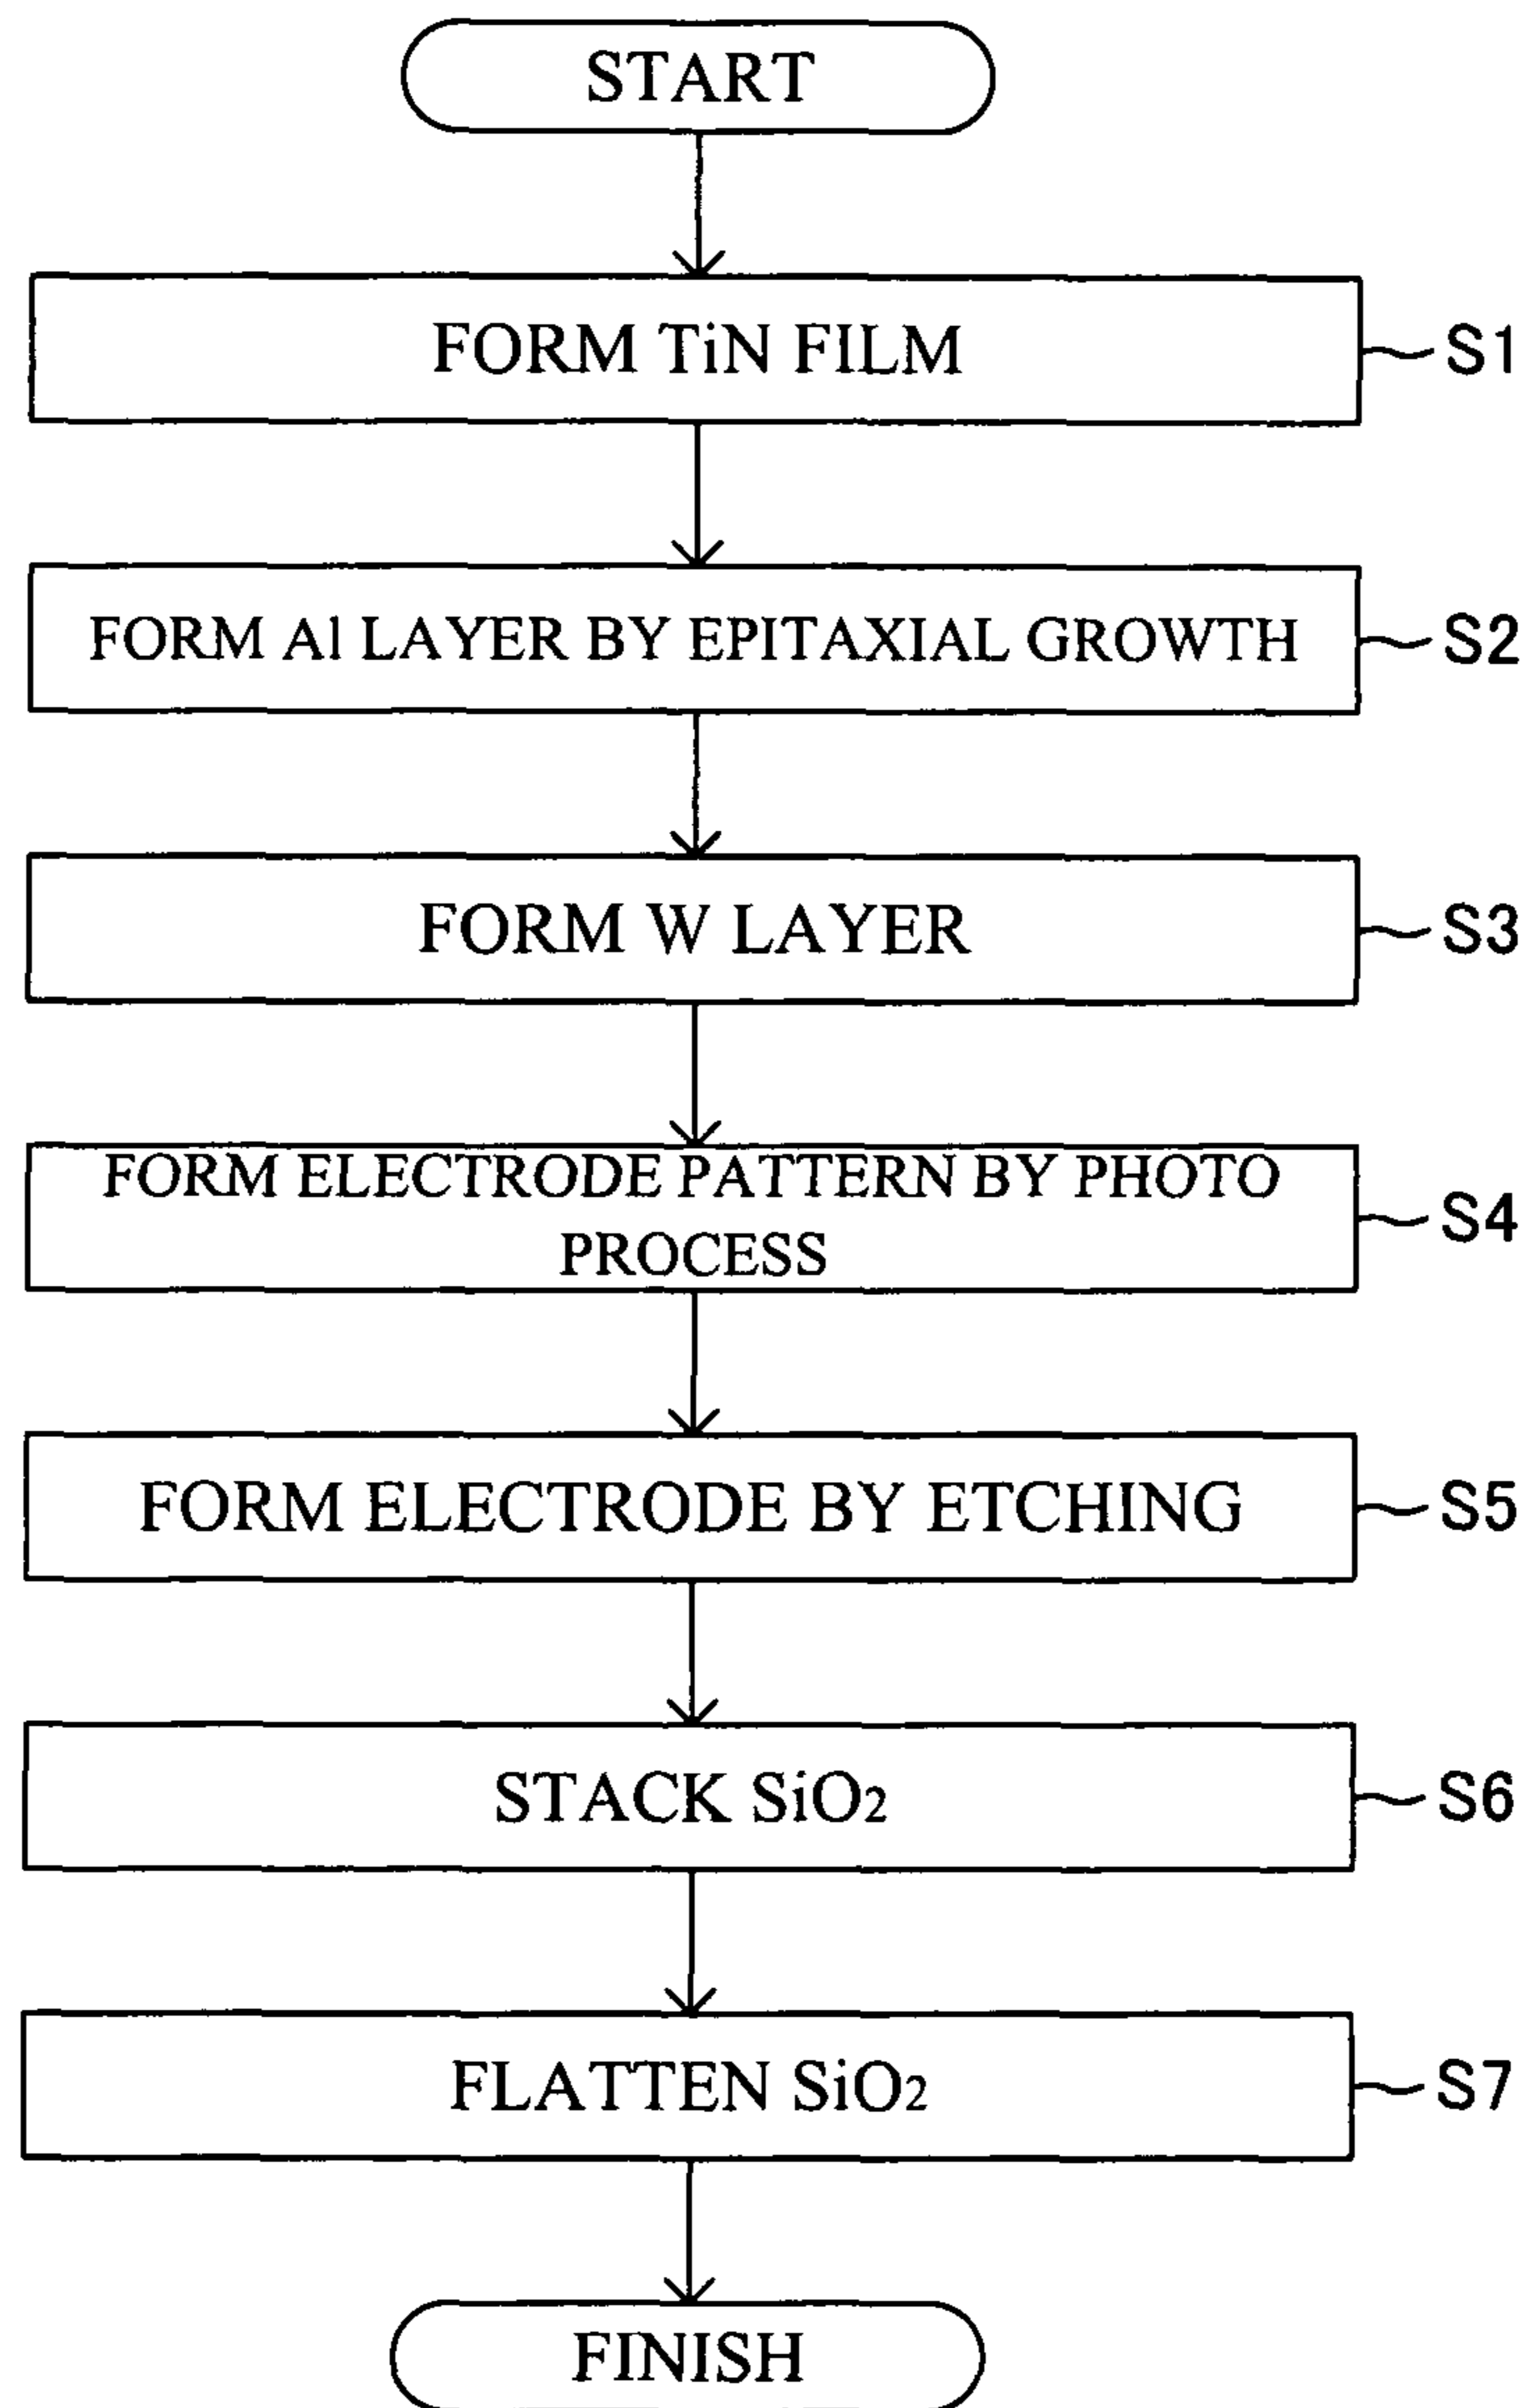 START
FORM TiN FILM
S1
FORM Al LAYER BY EPITAXIAL GROWTH
S2
FORM W LAYER
S3
FORM ELECTRODE PATTERN BY PHOTO
PROCESS
S4
FORM ELECTRODE BY ETCHING
S5
STACK SiO2
S6
FLATTEN SiO2
S7
FINISH